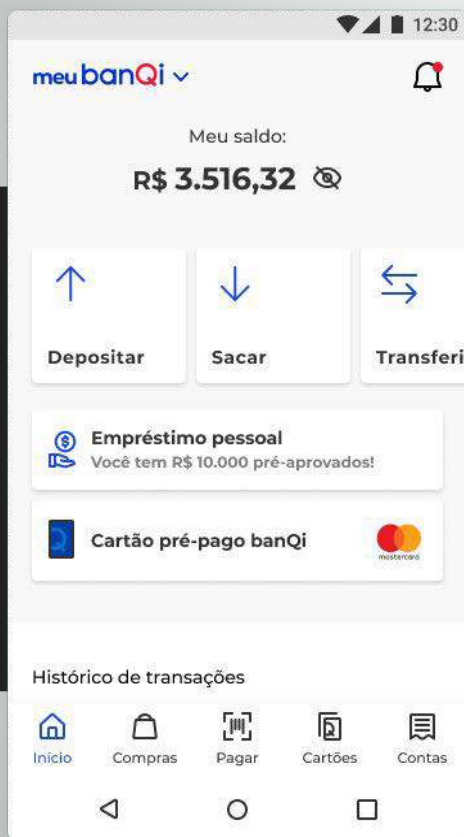 12:30
meu banQi
Meu saldo:
R$ 3.516,32
Depositar
Sacar
Transferi
Empréstimo pessoal
Você tem R$ 10.000 pré-aprovados!
Cartão pré-pago banQi
mastercard
Histórico de transações
Início
Compras
Pagar
Cartões
Contas